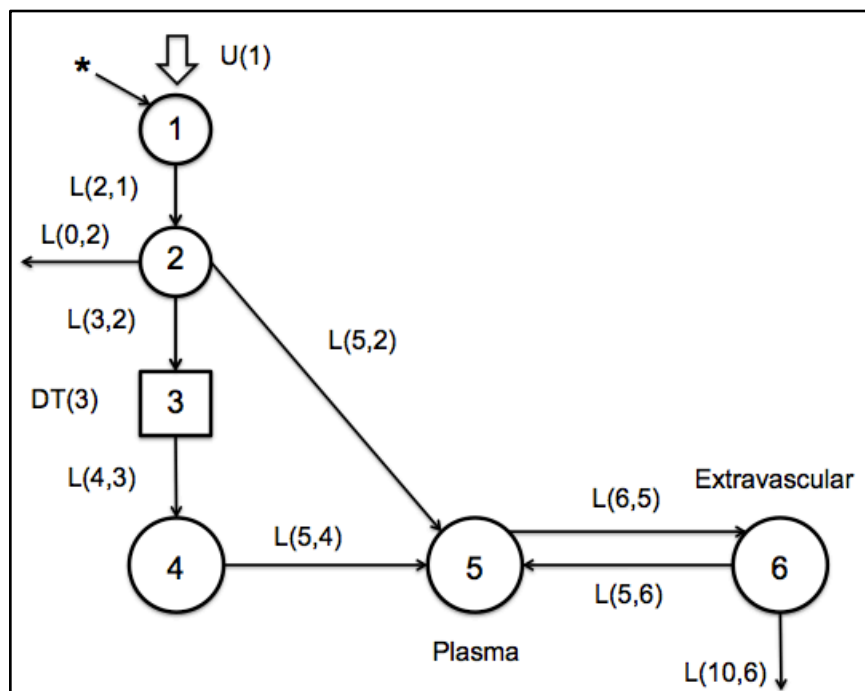 U(1)
*
1
L(2,1)
L(0,2)
2
L(3,2)
L(5,2)
DT(3)
3
L(4,3)
Extravascular
L(6,5)
L(5,4)
4
5
6
L(5,6)
Plasma
L(10,6)